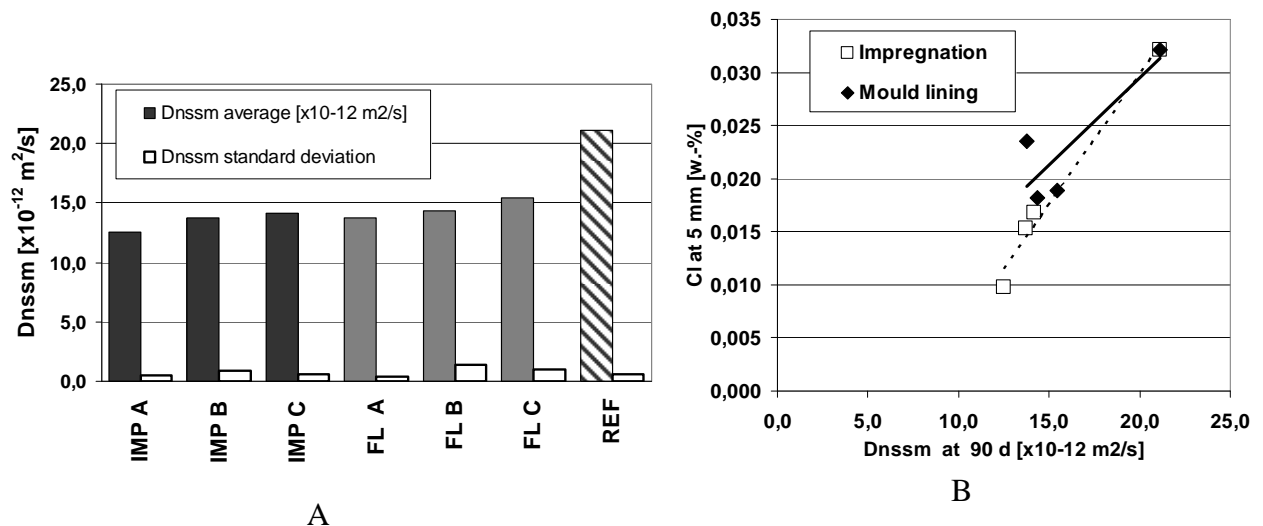 25,0
20,0
15,0
10,0
5,0
0,0
Dnssm [x10-12 m2/s]
Dnssm average [x10-12 m2/s]
Dnssm standard deviation
IMP A
IMP B
IMP C
FL A
FL B
FL C
REF
A
0,035
0,030
0,025
0,020
0,015
0,010
0,005
0,000
Cl at 5 mm [w.-%]
Impregnation
Mould lining
0,0
5,0
10,0
15,0
20,0
25,0
Dnssm at 90 d [x10-12 m2/s]
B